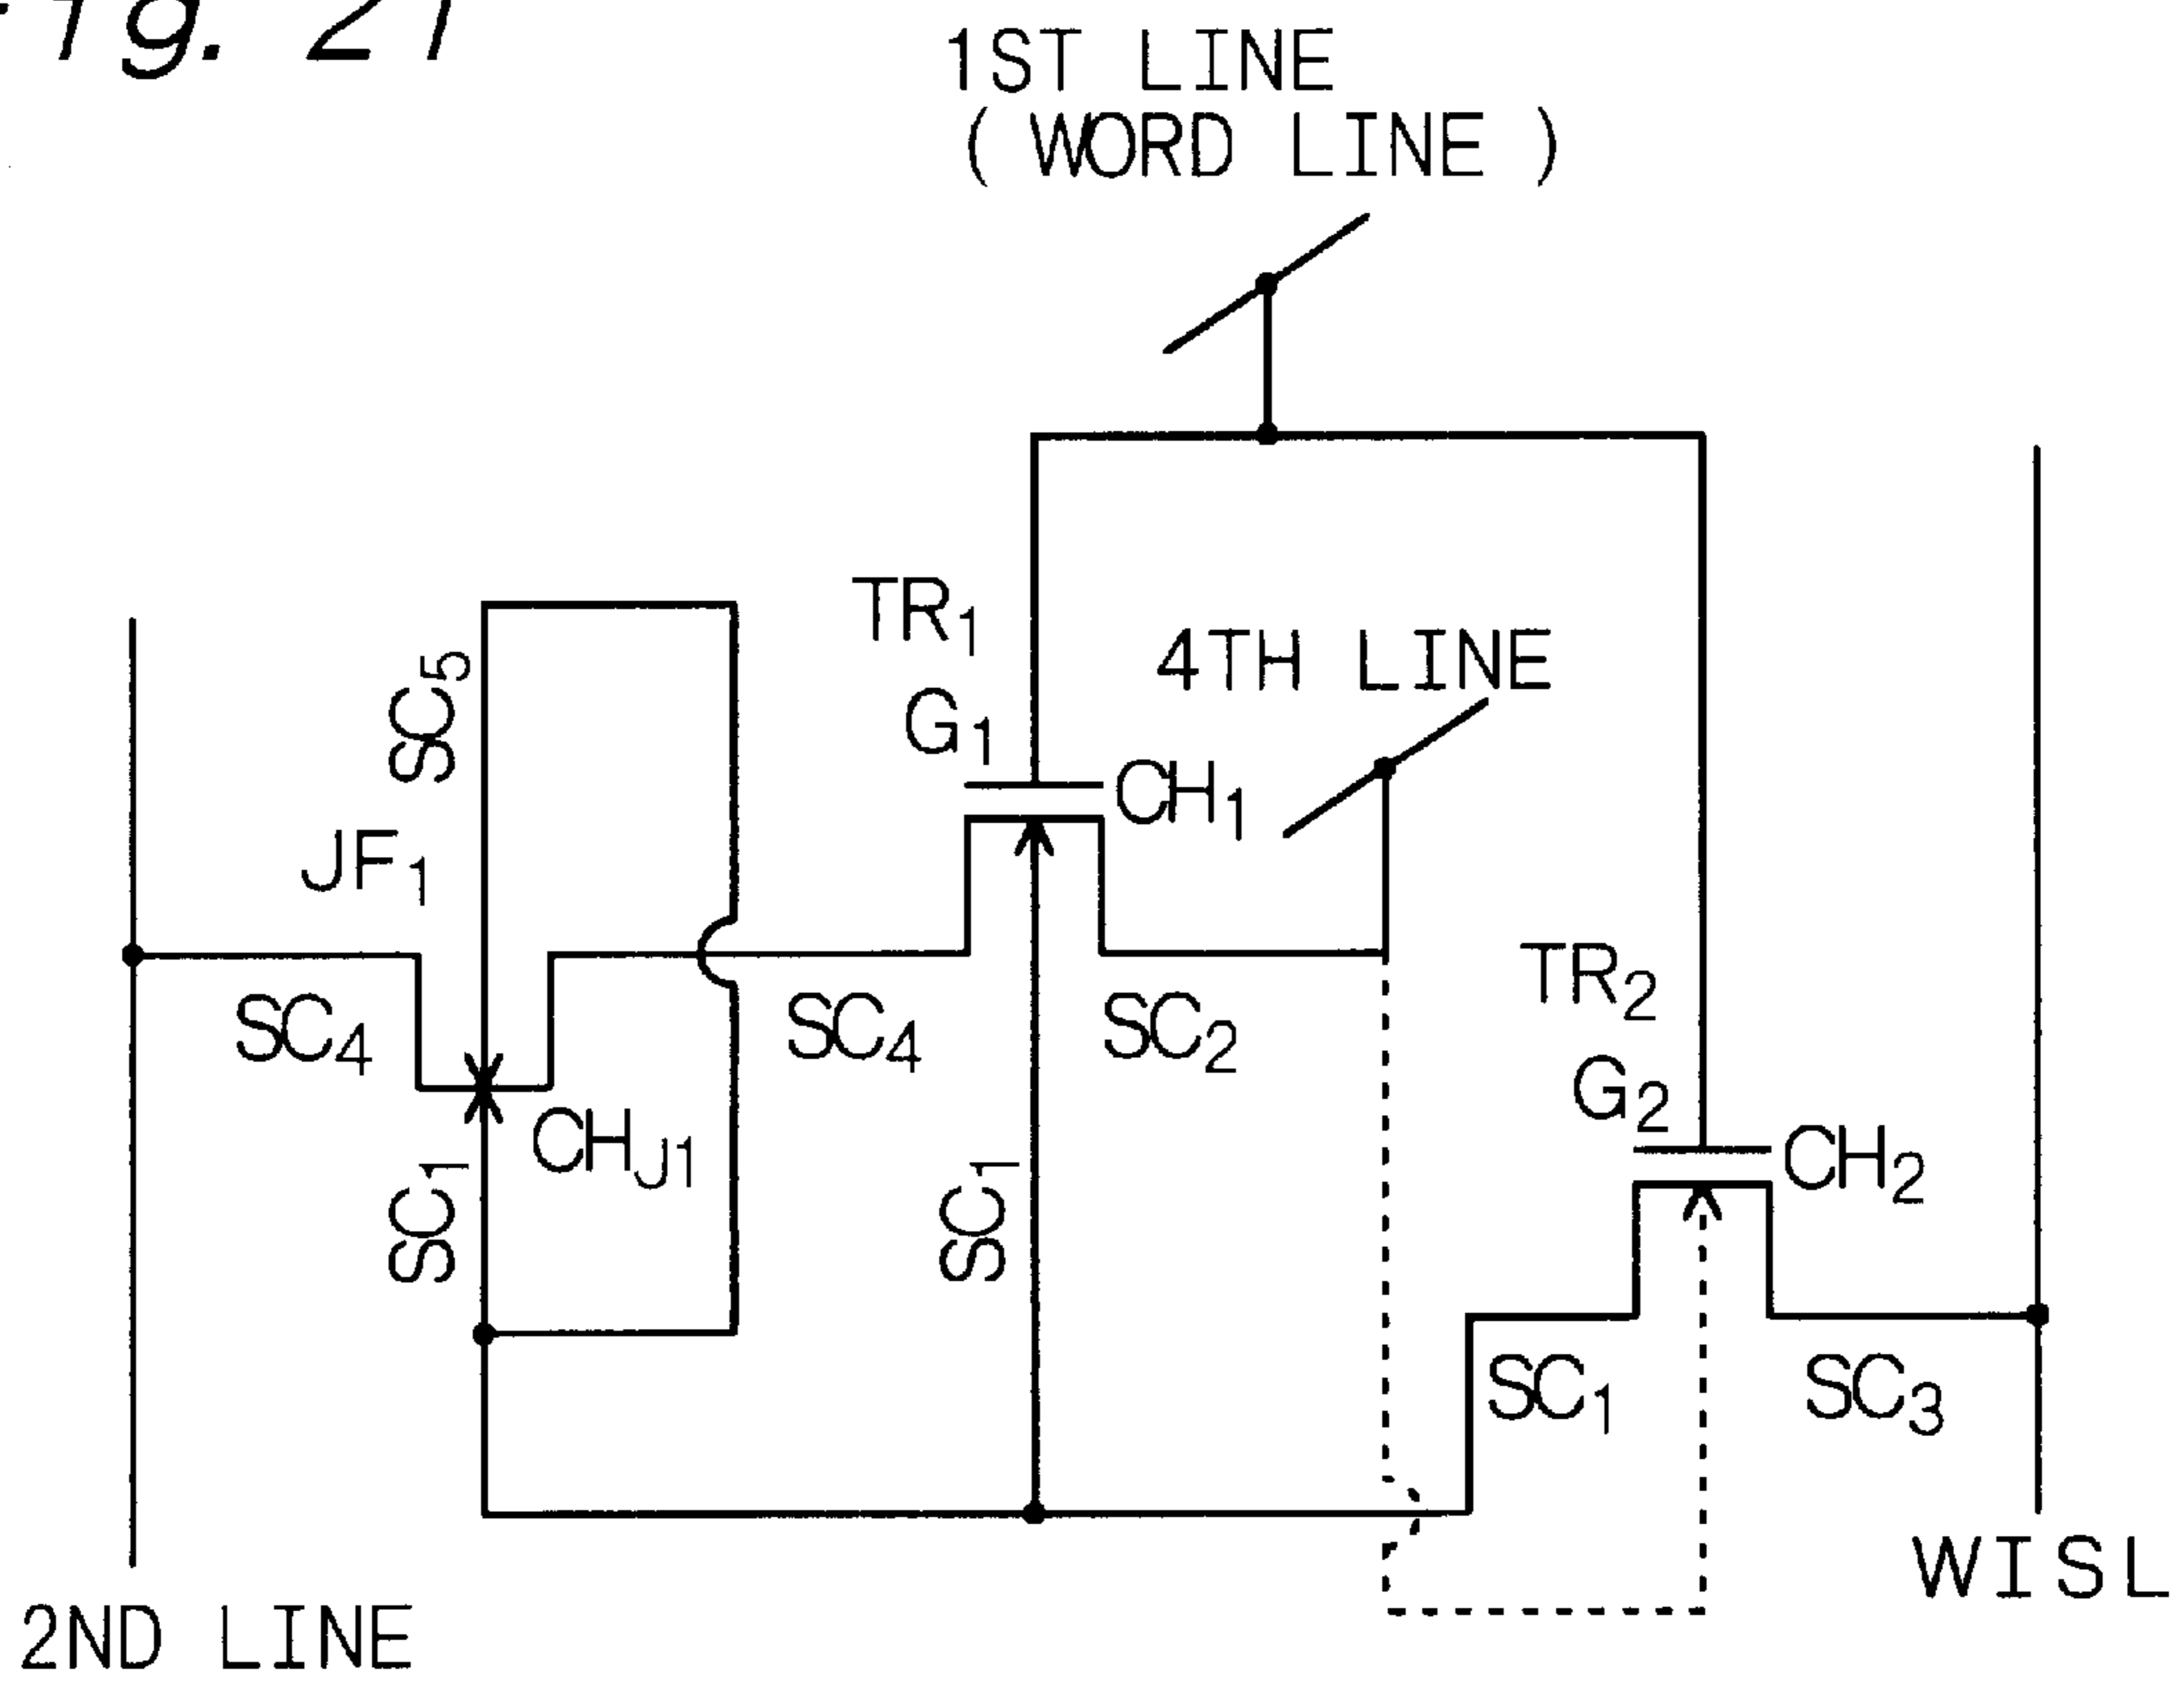 Fig. 21
1ST LINE
( WORD LINE )
TR1
4TH LINE
SC5
G1
CH1
JF1
TR2
SC4
SC4
SC2
G2
CHJ1
CH2
SC1
SC1
SC1
SC3
WISL
2ND LINE